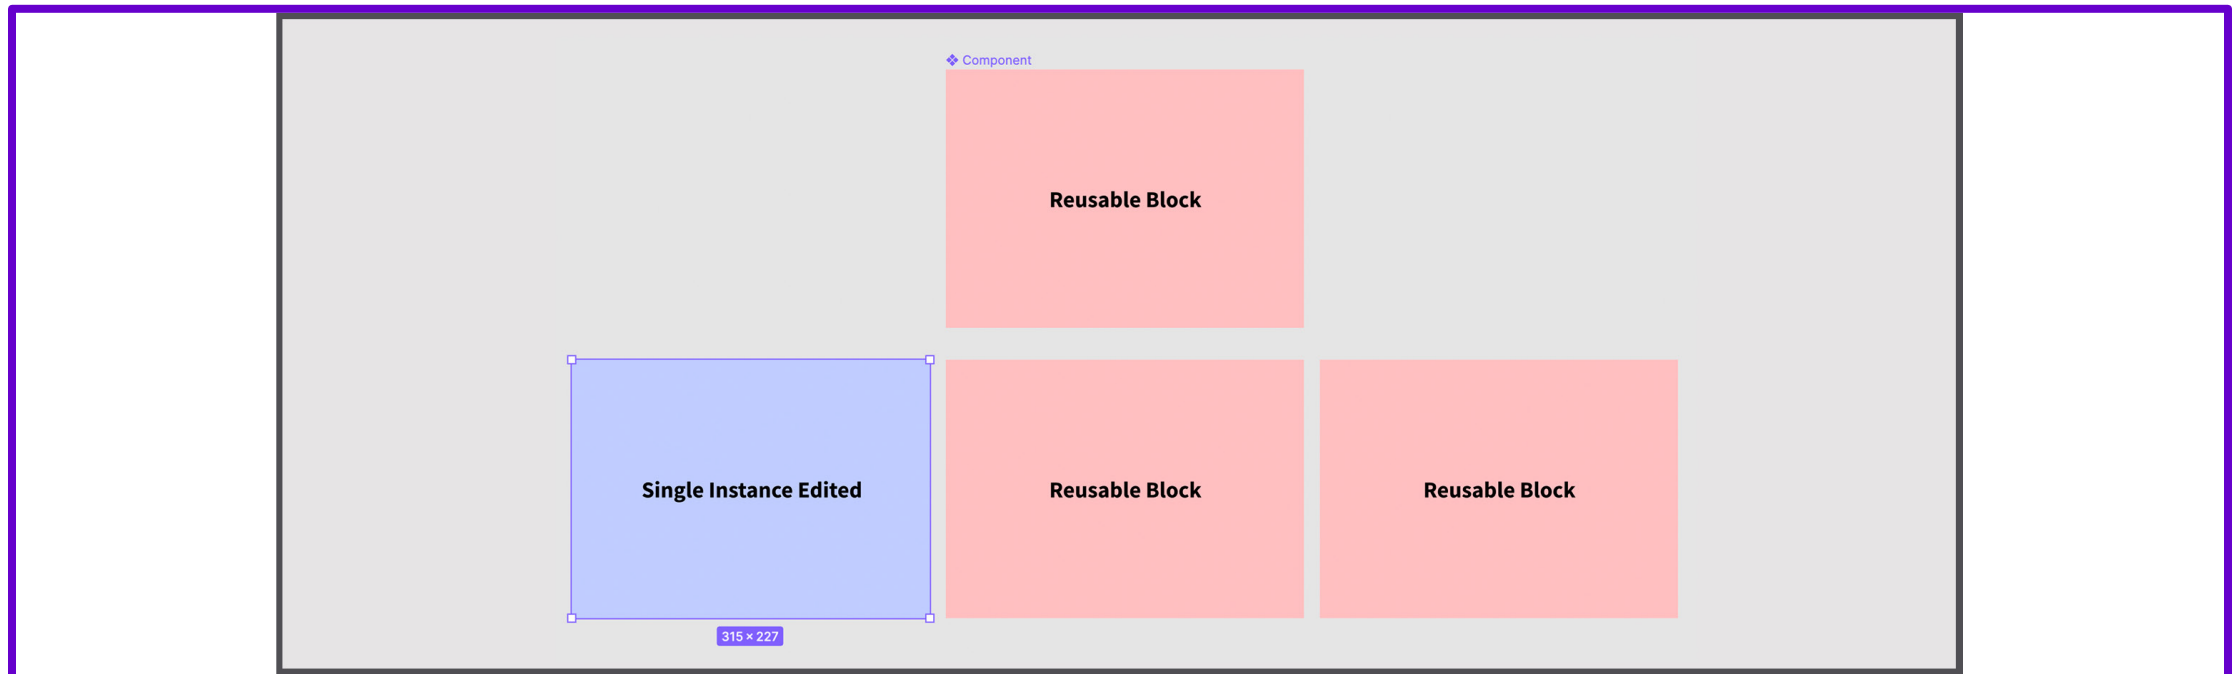 Component
Reusable Block
Single Instance Edited
Reusable Block
Reusable Block
315 × 227